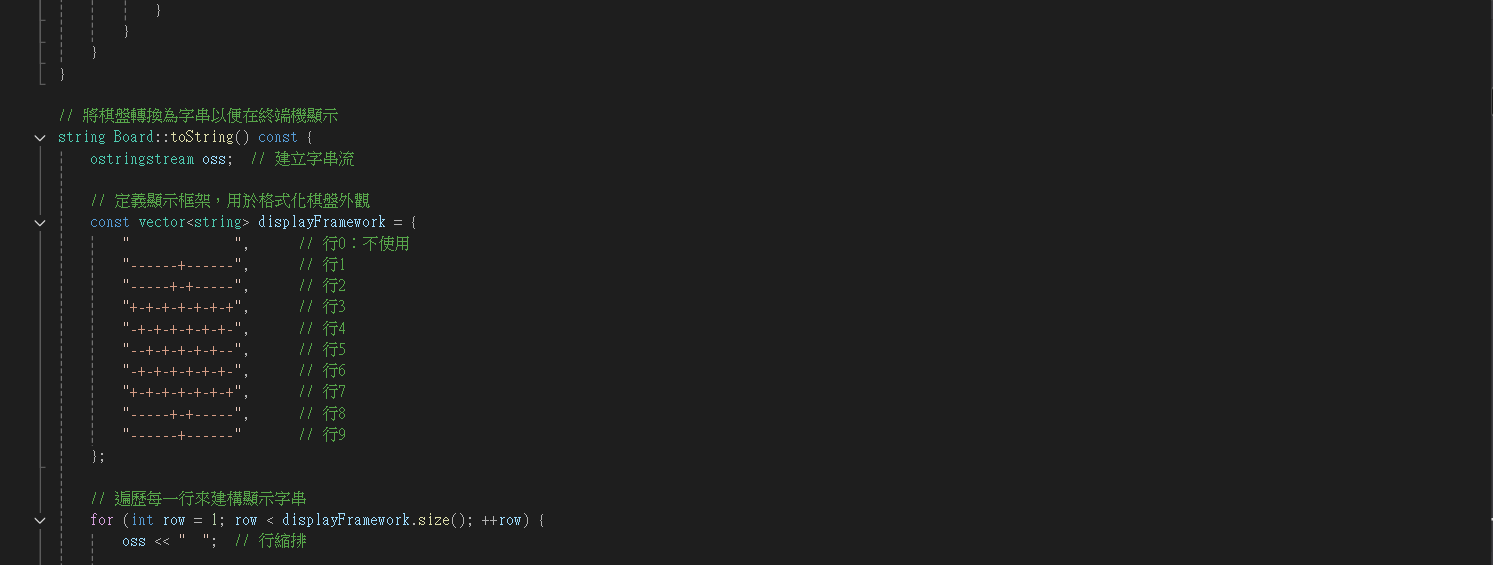 }
}
}
}
// 將棋盤轉換為字串以便在終端機顯示
string Board::toString() const {
ostringstream oss;  // 建立字串流
// 定義顯示框架，用於格式化棋盤外觀
const vector<string> displayFramework = {
"             ",      // 行0：不使用
"------+------",      // 行1
"-----+-+-----",      // 行2
"+-+-+-+-+-+-+",      // 行3
"-+-+-+-+-+-+-",      // 行4
"--+-+-+-+-+--",      // 行5
"-+-+-+-+-+-+-",      // 行6
"+-+-+-+-+-+-+",      // 行7
"-----+-+-----",      // 行8
"------+------"       // 行9
};
// 遍歷每一行來建構顯示字串
for (int row = 1; row < displayFramework.size(); ++row) {
oss << "  ";  // 行縮排